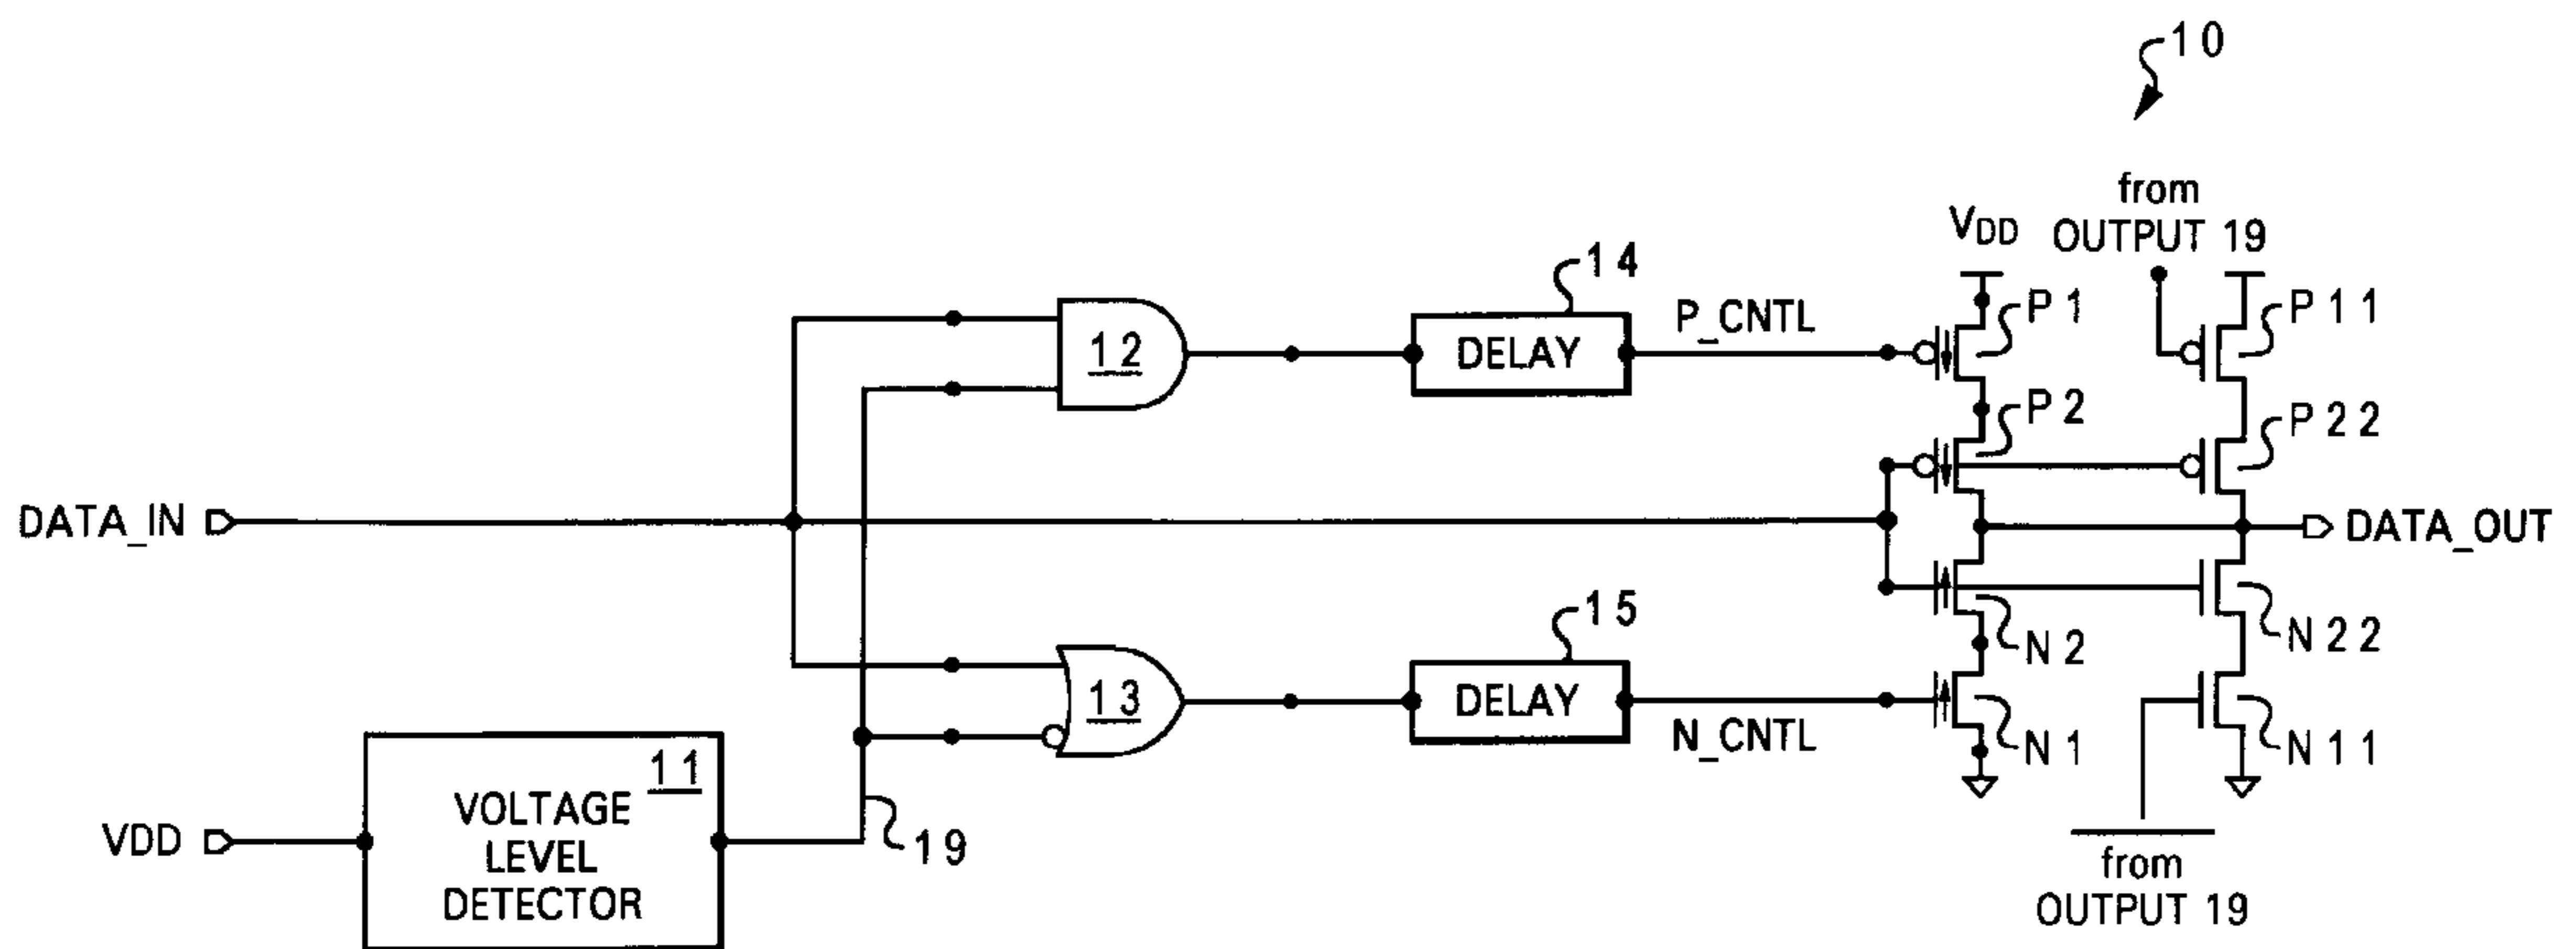 10
from
OUTPUT 19
VDD
14
P_CNTL
P1
P11
12
DELAY
P2
P22
DATA_IN
DATA_OUT
15
13
DELAY
N2
N22
N_CNTL
N1
N11
11
VOLTAGE
LEVEL
DETECTOR
VDD
19
from
OUTPUT 19